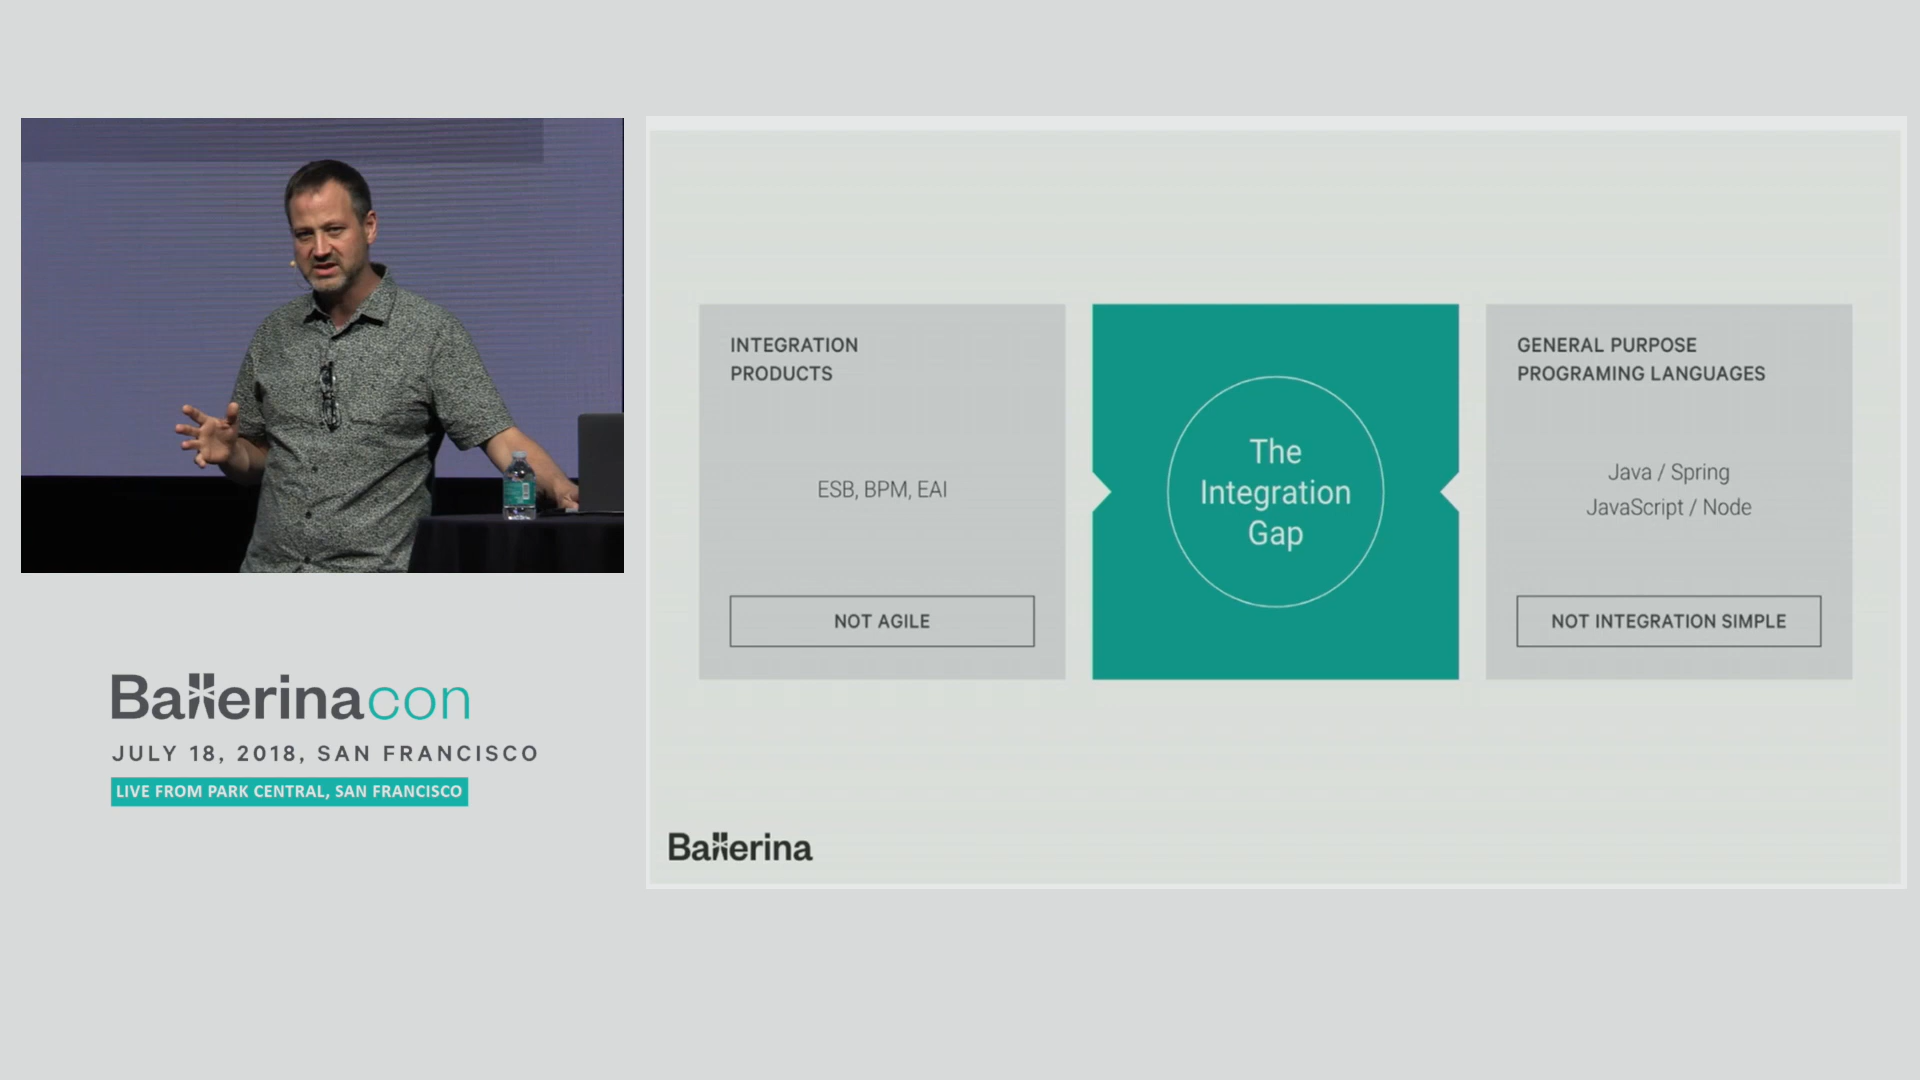 INTEGRATION
PRODUCTS
ESB, BPM, EAI
NOT AGILE
The
Integration
Gap
GENERAL PURPOSE
PROGRAMING LANGUAGES
Java / Spring
JavaScript / Node
NOT INTEGRATION SIMPLE
Ballerina
Ballerinacon
JULY 18, 2018, SAN FRANCISCO
LIVE FROM PARK CENTRAL, SAN FRANCISCO